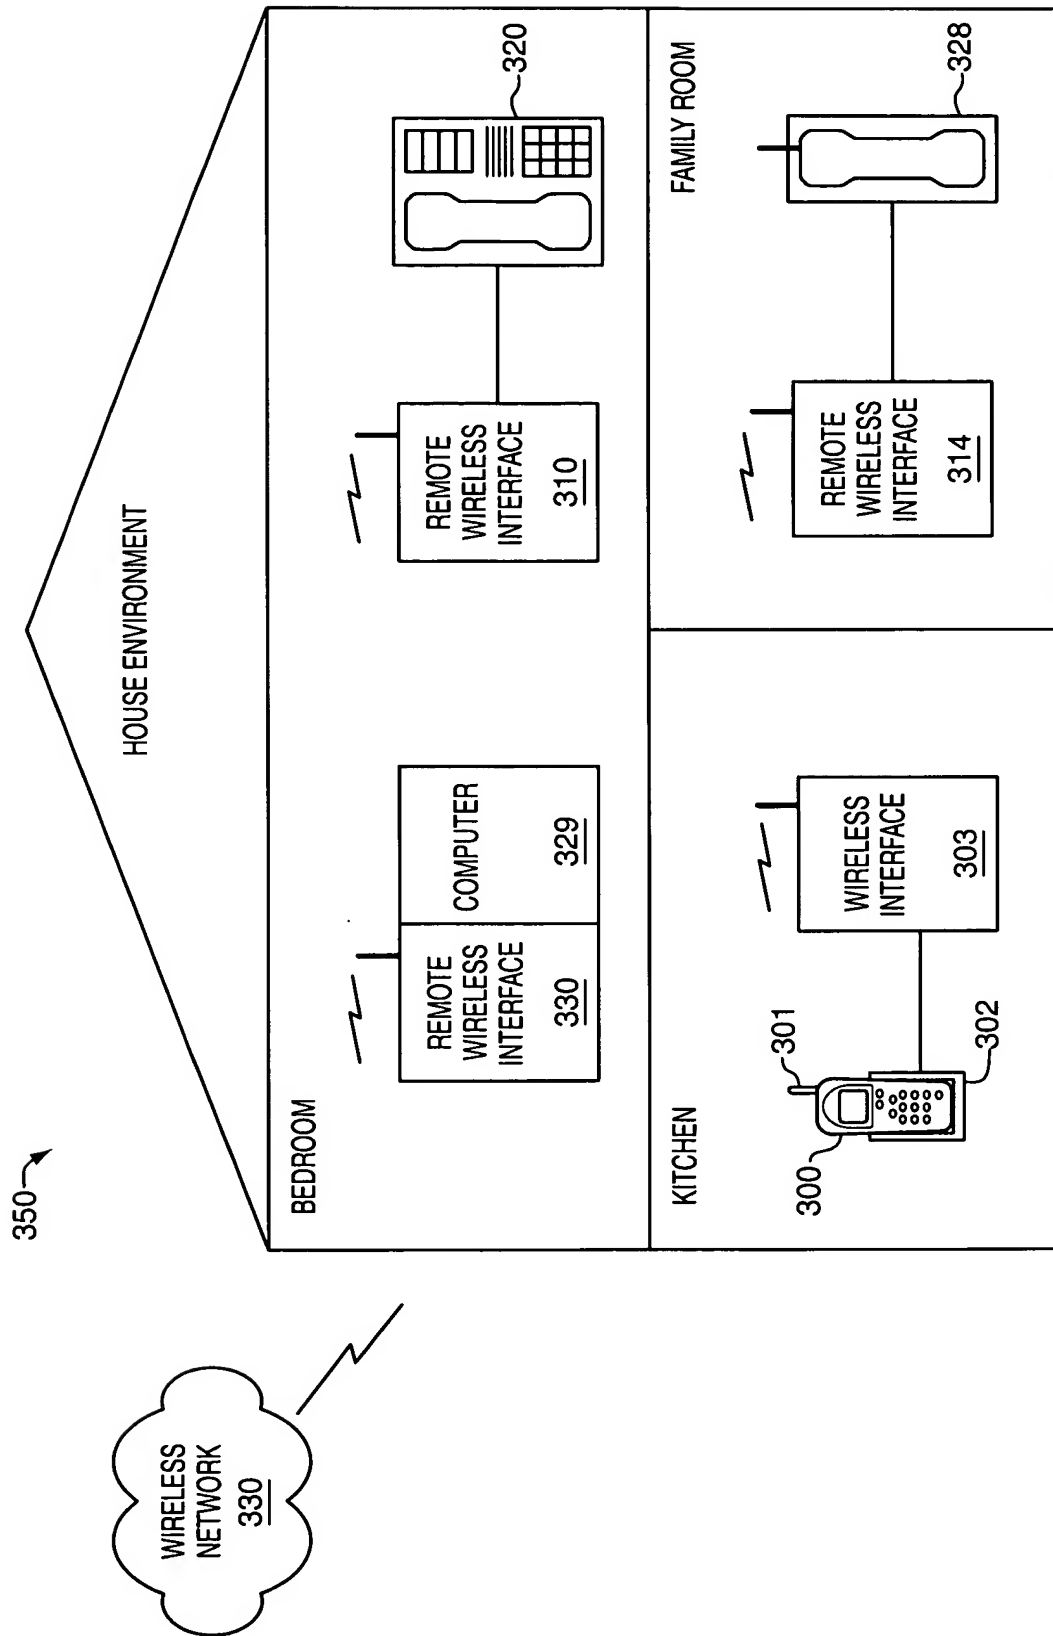 350
HOUSE ENVIRONMENT
WIRELESS
NETWORK
330
BEDROOM
REMOTE
WIRELESS
INTERFACE
330
COMPUTER
329
REMOTE
WIRELESS
INTERFACE
310
320
KITCHEN
300
301
302
WIRELESS
INTERFACE
303
FAMILY ROOM
REMOTE
WIRELESS
INTERFACE
314
328